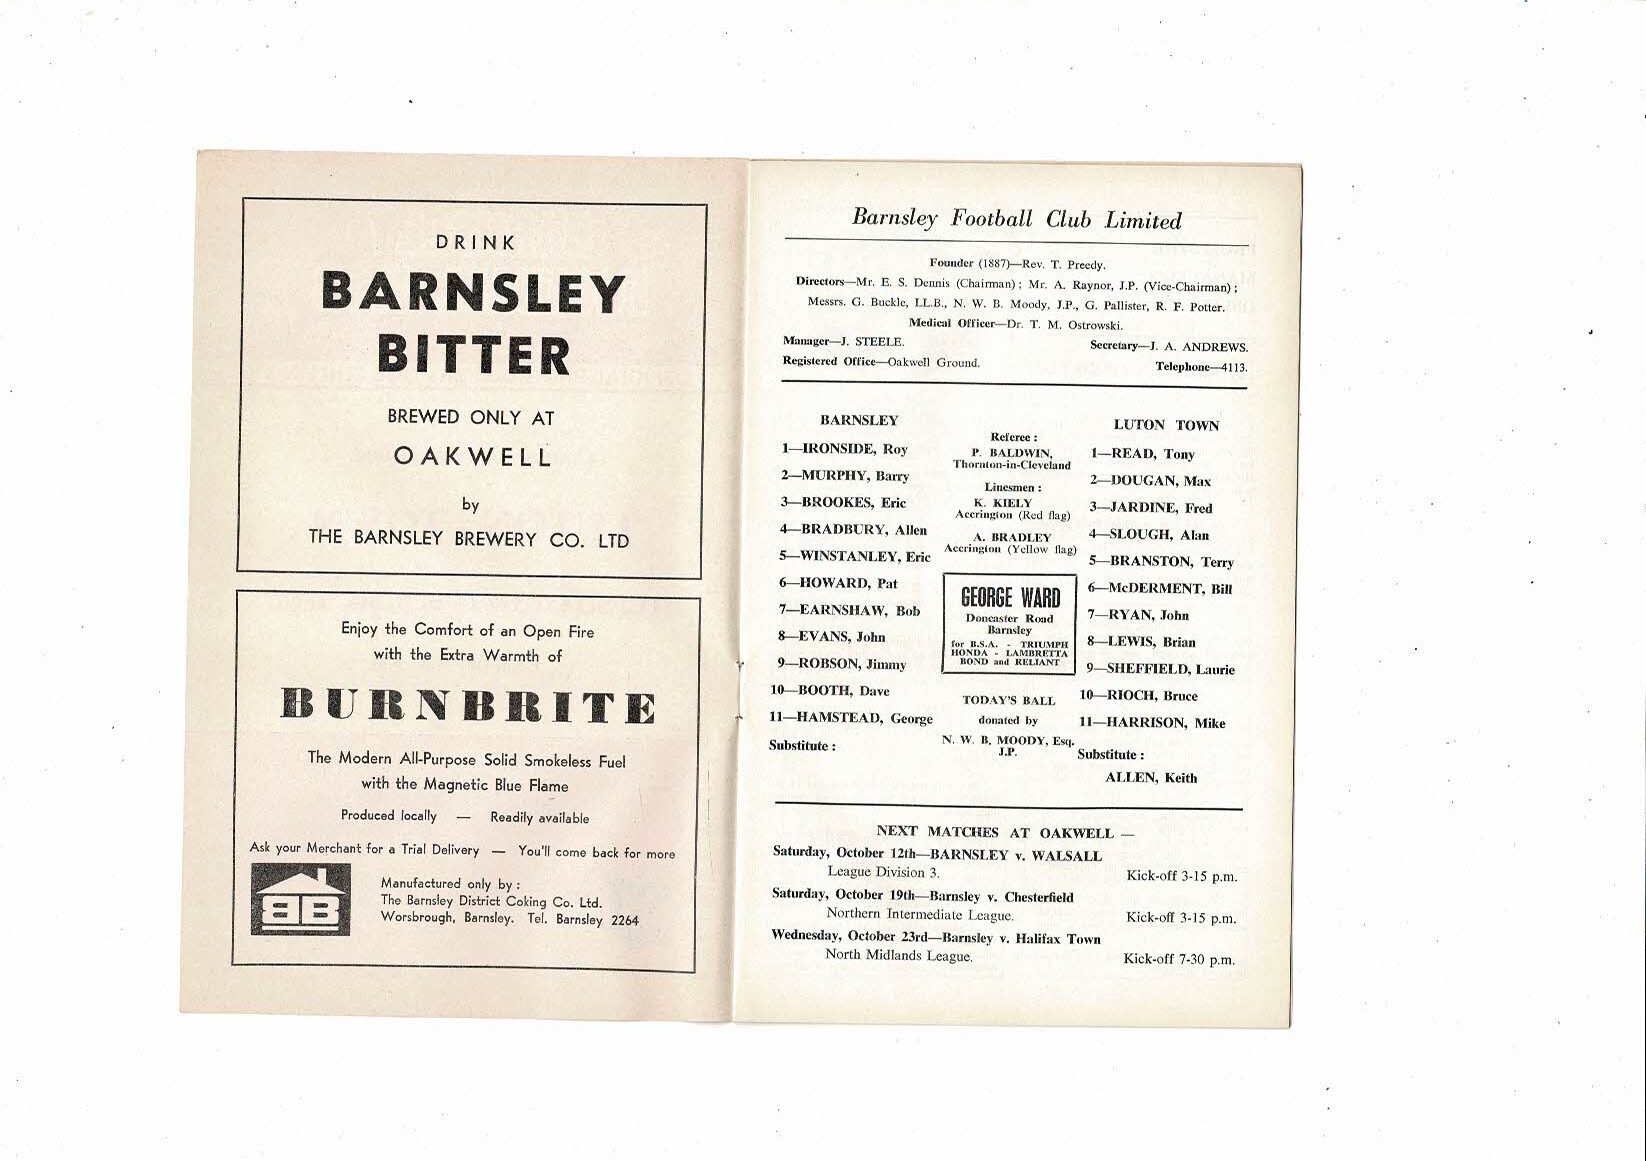 DRINK
BARNSLEY
BITTER
BREWED ONLY AT
OAKWELL
by
THE BARNSLEY BREWERY CO. LTD
Enjoy the Comfort of an Open Fire
with the Extra Warmth of
BURNBRITE
The Modern All-Purpose Solid Smokeless Fuel
with the Magnetic Blue Flame
Produced locally — Readily available
Ask your Merchant for a Trial Delivery — You'll come back for more
BB
Manufactured only by :
The Barnsley District Coking Co. Ltd.
Worsbrough, Barnsley. Tel. Barnsley 2264
Barnsley Football Club Limited
Founder (1887)—Rev. T. Preedy.
Directors—Mr. E. S. Dennis (Chairman) ; Mr. A. Raynor, J.P. (Vice-Chairman) ;
Messrs. G. Buckle, LL.B., N. W. B. Moody, J.P., G. Pallister, R. F. Potter.
Medical Officer—Dr. T. M. Ostrowski.
Manager—J. STEELE. Secretary—J. A. ANDREWS.
Registered Office—Oakwell Ground. Telephone—4113.
BARNSLEY
1—IRONSIDE, Roy
2—MURPHY, Barry
3—BROOKES, Eric
4—BRADBURY, Allen
5—WINSTANLEY, Eric
6—HOWARD, Pat
7—EARNSHAW, Bob
8—EVANS, John
9—ROBSON, Jimmy
10—BOOTH, Dave
11—HAMSTEAD, George
Substitute :
Referee :
P. BALDWIN,
Thornton-in-Cleveland
Linesmen :
K. KIELY
Accrington (Red flag)
A. BRADLEY
Accrington (Yellow flag)
GEORGE WARD
Doncaster Road
Barnsley
for B.S.A. - TRIUMPH
HONDA - LAMBRETTA
BOND and RELIANT
TODAY'S BALL
donated by
N. W. B. MOODY, Esq.
J.P.
LUTON TOWN
1—READ, Tony
2—DOUGAN, Max
3—JARDINE, Fred
4—SLOUGH, Alan
5—BRANSTON, Terry
6—McDERMENT, Bill
7—RYAN, John
8—LEWIS, Brian
9—SHEFFIELD, Laurie
10—RIOCH, Bruce
11—HARRISON, Mike
Substitute :
ALLEN, Keith
NEXT MATCHES AT OAKWELL —
Saturday, October 12th—BARNSLEY v. WALSALL
League Division 3. Kick-off 3-15 p.m.
Saturday, October 19th—Barnsley v. Chesterfield
Northern Intermediate League. Kick-off 3-15 p.m.
Wednesday, October 23rd—Barnsley v. Halifax Town
North Midlands League. Kick-off 7-30 p.m.